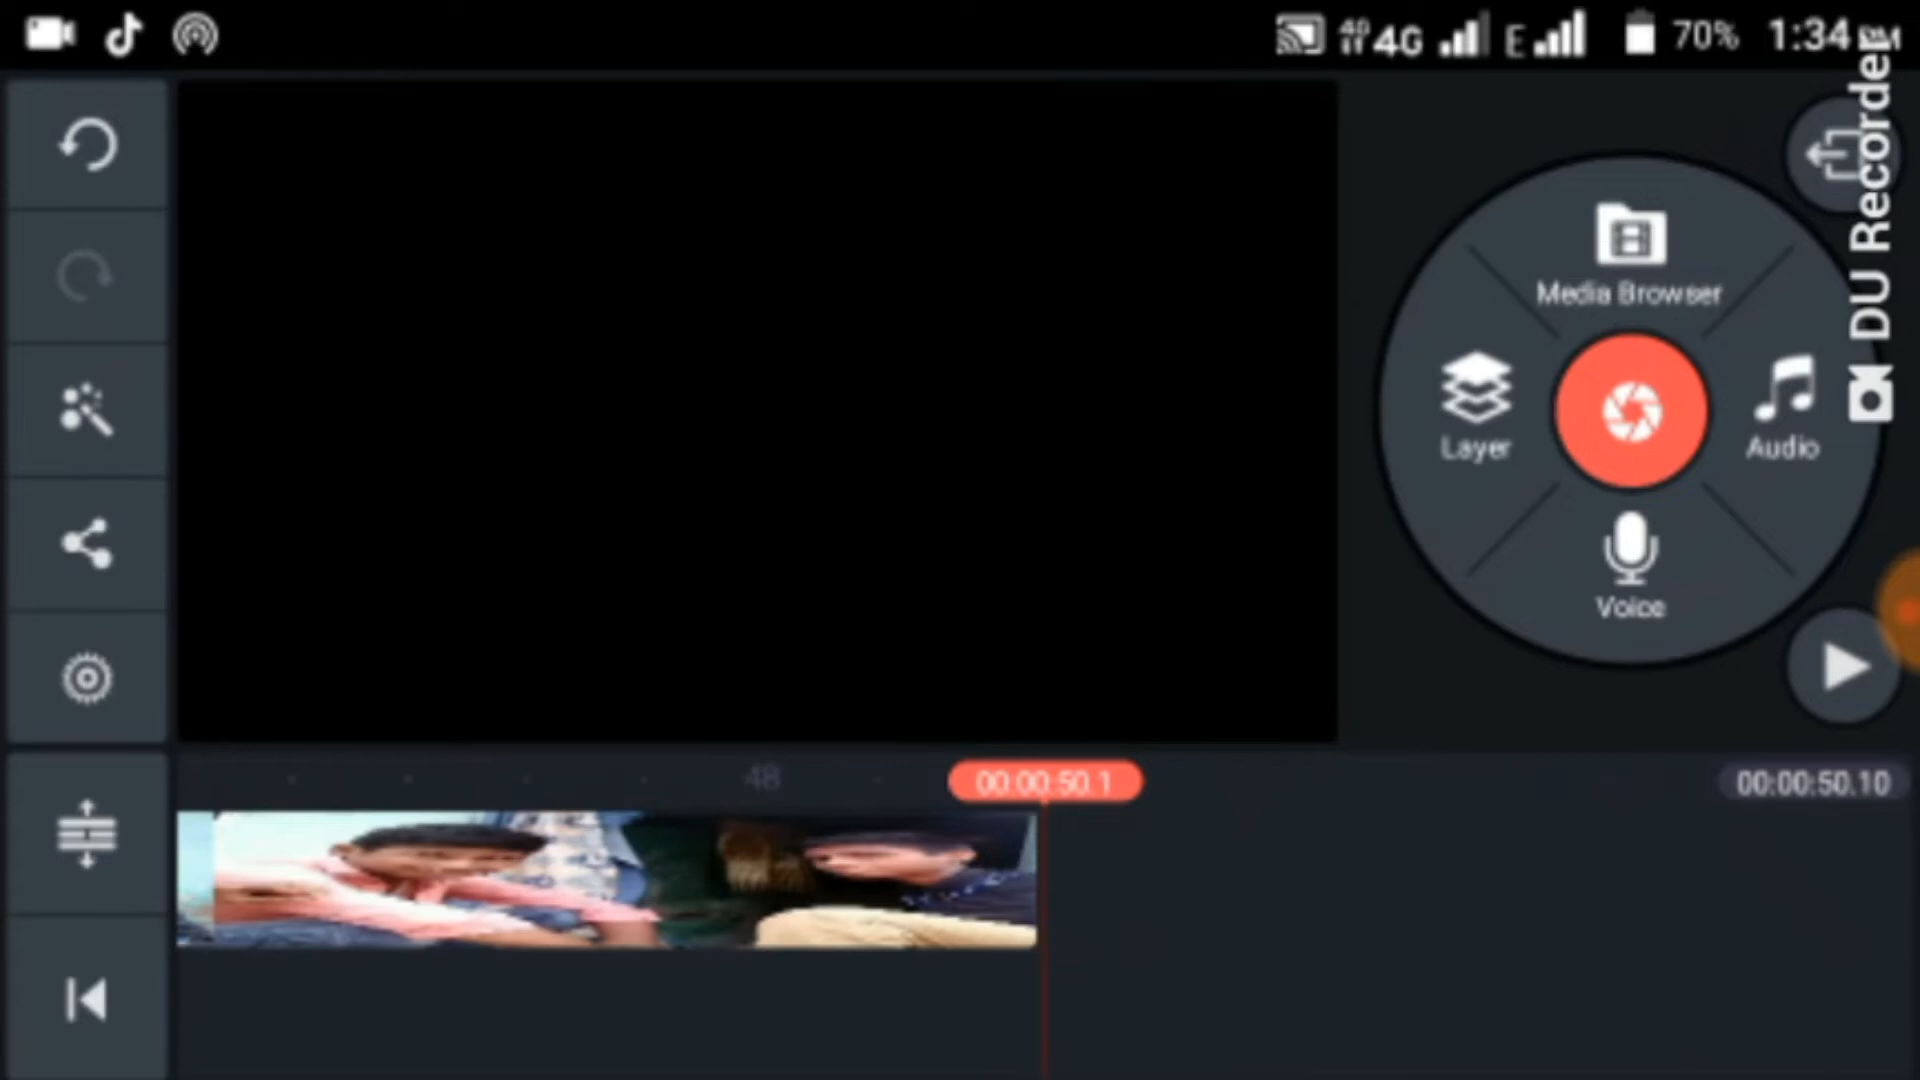 4G E 70% 1:34 PM
DU Recorder
Media Browser
Layer
Audio
Voice
48
00:00:50.1
00:00:50.10